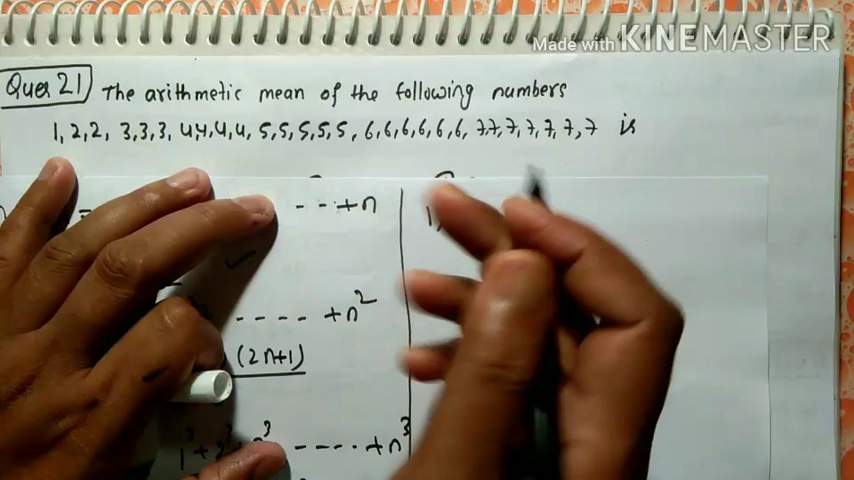 Made with KINEMASTER
Ques 21 The arithmetic mean of the following numbers
1, 2, 2, 3, 3, 3, 4, 4, 4, 4, 5, 5, 5, 5, 5, 6, 6, 6, 6, 6, 6, 7, 7, 7, 7, 7, 7, 7 is
- - - + n
- - - - + n²
(2n+1)
1³ + - - - - + n³